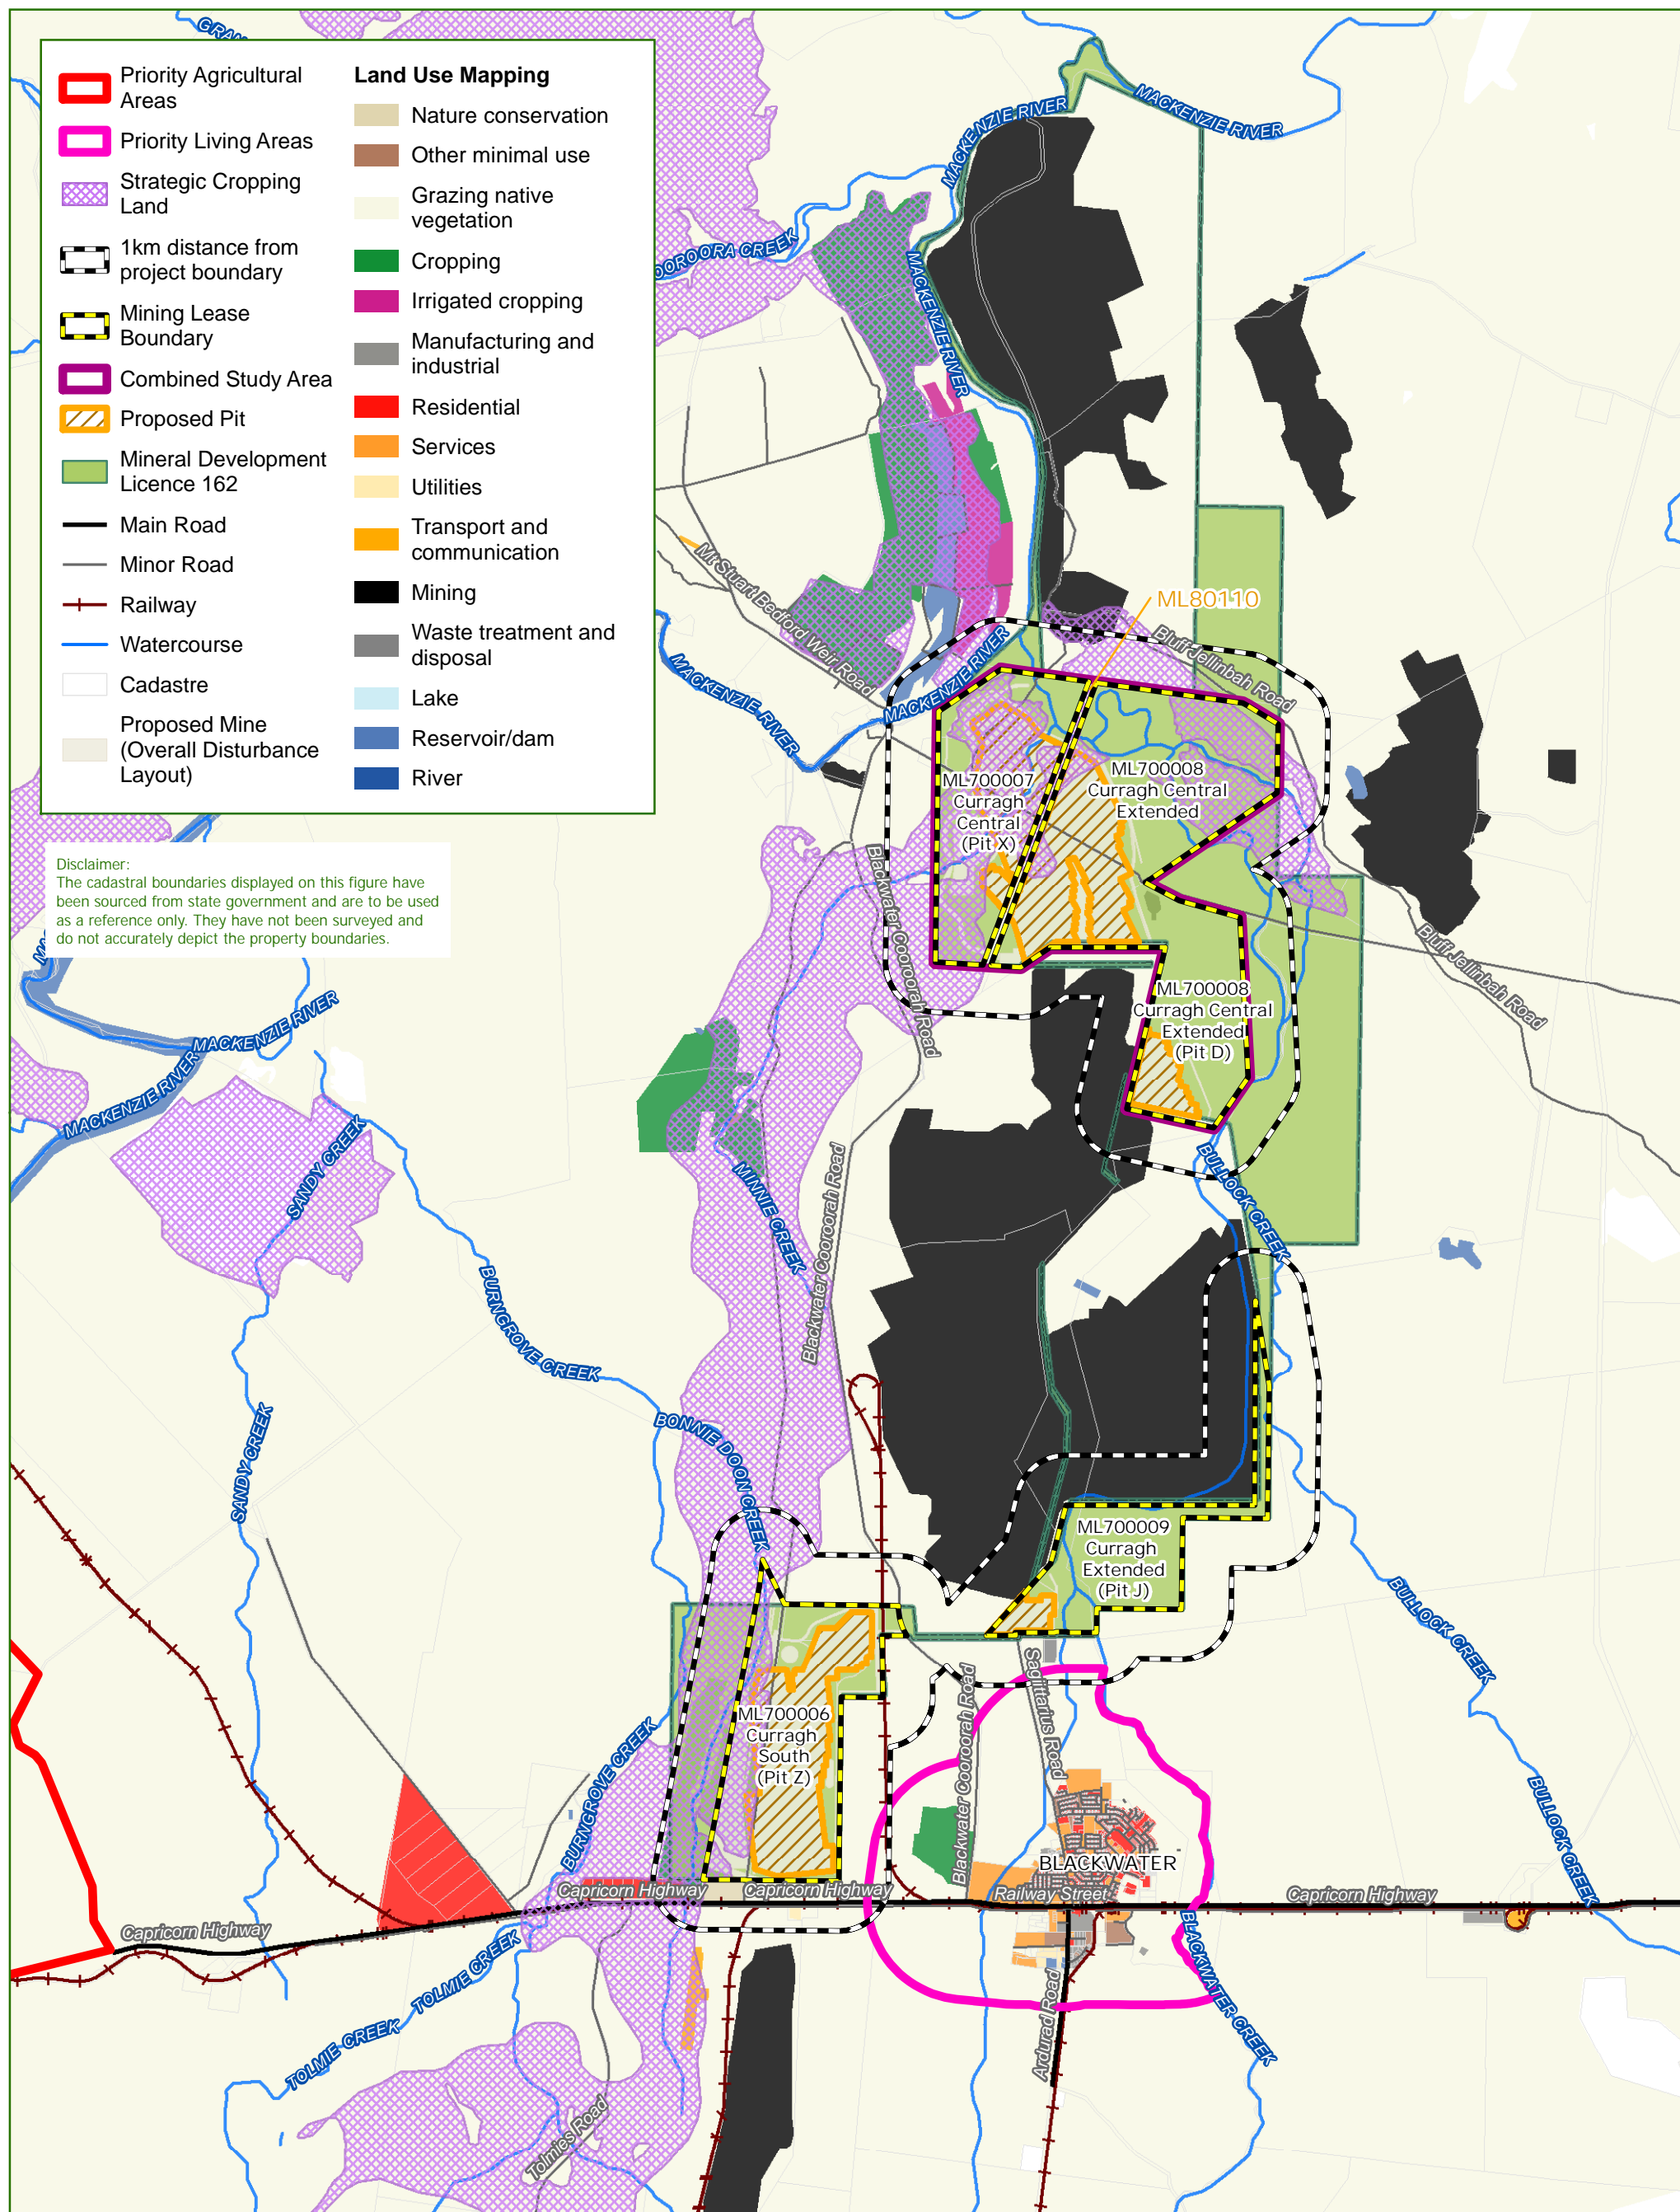 Priority Agricultural
Areas
Priority Living Areas
Strategic Cropping
Land
1km distance from
project boundary
Mining Lease
Boundary
Combined Study Area
Proposed Pit
Mineral Development
Licence 162
Main Road
Minor Road
Railway
Watercourse
Cadastre
Proposed Mine
(Overall Disturbance
Layout)
Land Use Mapping
Nature conservation
Other minimal use
Grazing native
vegetation
Cropping
Irrigated cropping
Manufacturing and
industrial
Residential
Services
Utilities
Transport and
communication
Mining
Waste treatment and
disposal
Lake
Reservoir/dam
River
Disclaimer:
The cadastral boundaries displayed on this figure have
been sourced from state government and are to be used
as a reference only. They have not been surveyed and
do not accurately depict the property boundaries.
MACKENZIE RIVER
MACKENZIE RIVER
MACKENZIE RIVER
Mt Stuart Bedford Weir Road
ML80110
Bluff Jellinbah Road
MACKENZIE RIVER
MACKENZIE RIVER
ML700007
Curragh
Central
(Pit X)
ML700008
Curragh Central
Extended
Blackwater Cooroorah Road
Bluff Jellinbah Road
ML700008
Curragh Central
Extended
(Pit D)
MACKENZIE RIVER
MACKENZIE RIVER
SANDY CREEK
MINNIE CREEK
Blackwater Cooroorah Road
BULLOCK CREEK
BURNGROVE CREEK
SANDY CREEK
BONNIE DOON CREEK
ML700009
Curragh
Extended
(Pit J)
BULLOCK CREEK
Sagittarius Road
Blackwater Cooroorah Road
ML700006
Curragh
South
(Pit Z)
BURNGROVE CREEK
BULLOCK CREEK
BLACKWATER
Capricorn Highway
Capricorn Highway
Railway Street
Capricorn Highway
Capricorn Highway
TOLMIE CREEK
TOLMIE CREEK
BLACKWATER CREEK
Ardurad Road
Tolmies Road